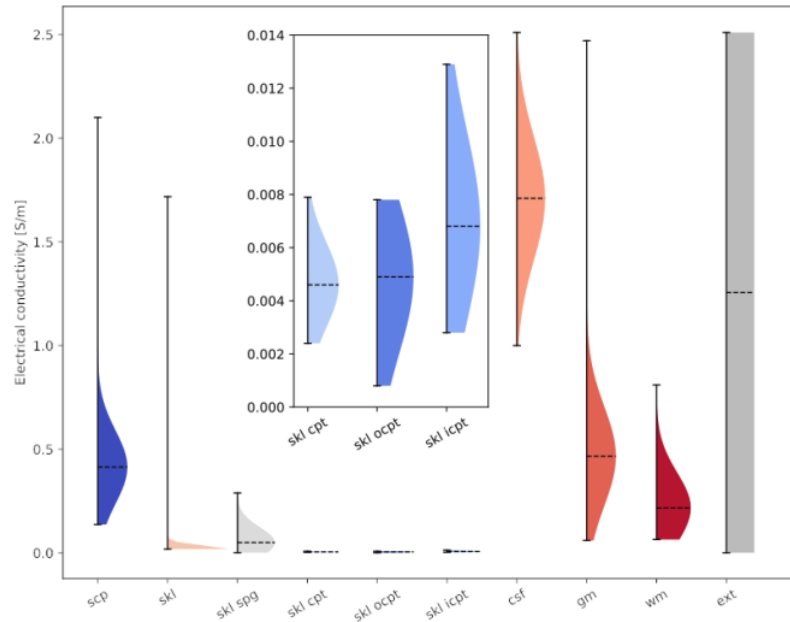 Electrical conductivity [S/m]
2.5
2.0
1.5
1.0
0.5
0.0
0.014
0.012
0.010
0.008
0.006
0.004
0.002
0.000
skl cpt
skl ocpt
skl icpt
scp
skl
skl spg
skl cpt
skl ocpt
skl icpt
csf
gm
wm
ext